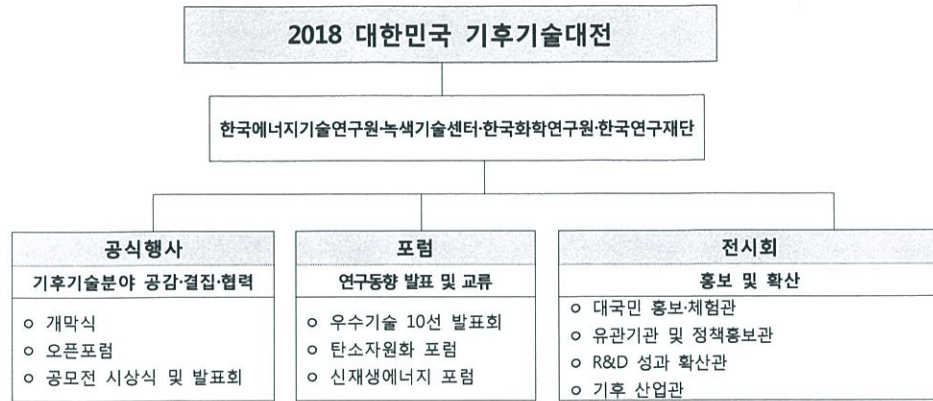 2018 대한민국 기후기술대전
한국에너지기술연구원·녹색기술센터·한국화학연구원·한국연구재단
공식행사
기후기술분야 공감·결집·협력
o 개막식
o 오픈포럼
o 공모전 시상식 및 발표회
포럼
연구동향 발표 및 교류
o 우수기술 10선 발표회
o 탄소자원화 포럼
o 신재생에너지 포럼
전시회
홍보 및 확산
o 대국민 홍보·체험관
o 유관기관 및 정책홍보관
o R&D 성과 확산관
o 기후 산업관